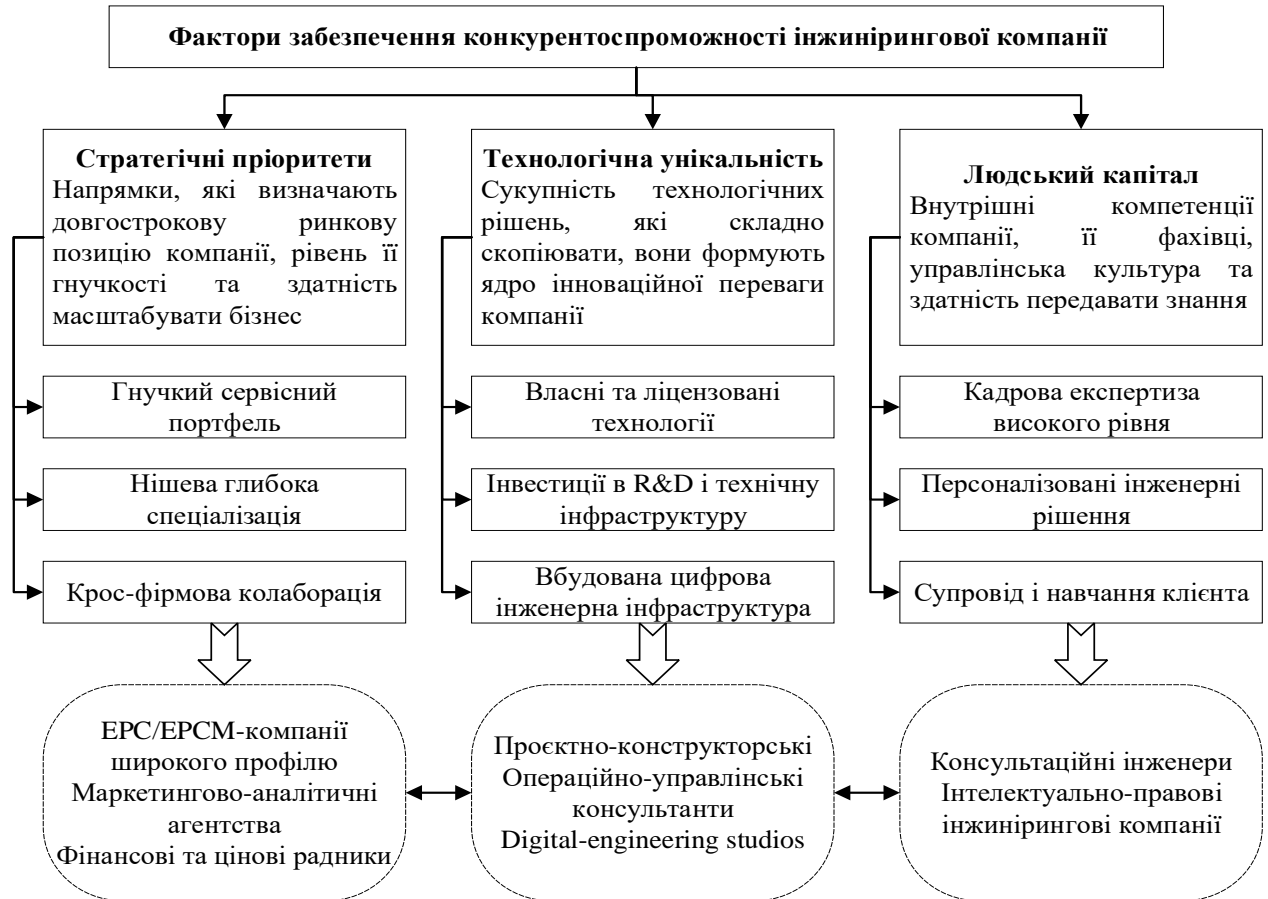 Фактори забезпечення конкурентоспроможності інжинірингової компанії
Стратегічні пріоритети
Напрямки, які визначають
довгострокову ринкову
позицію компанії, рівень її
гнучкості та здатність
масштабувати бізнес
Гнучкий сервісний
портфель
Нішева глибока
спеціалізація
Крос-фірмова колаборація
EPC/EPCM-компанії
широкого профілю
Маркетингово-аналітичні
агентства
Фінансові та цінові радники
Технологічна унікальність
Сукупність технологічних
рішень, які складно
скопіювати, вони формують
ядро інноваційної переваги
компанії
Власні та ліцензовані
технології
Інвестиції в R&D і технічну
інфраструктуру
Вбудована цифрова
інженерна інфраструктура
Проєктно-конструкторські
Операційно-управлінські
консультанти
Digital-engineering studios
Людський капітал
Внутрішні компетенції
компанії, її фахівці,
управлінська культура та
здатність передавати знання
Кадрова експертиза
високого рівня
Персоналізовані інженерні
рішення
Супровід і навчання клієнта
Консультаційні інженери
Інтелектуально-правові
інжинірингові компанії